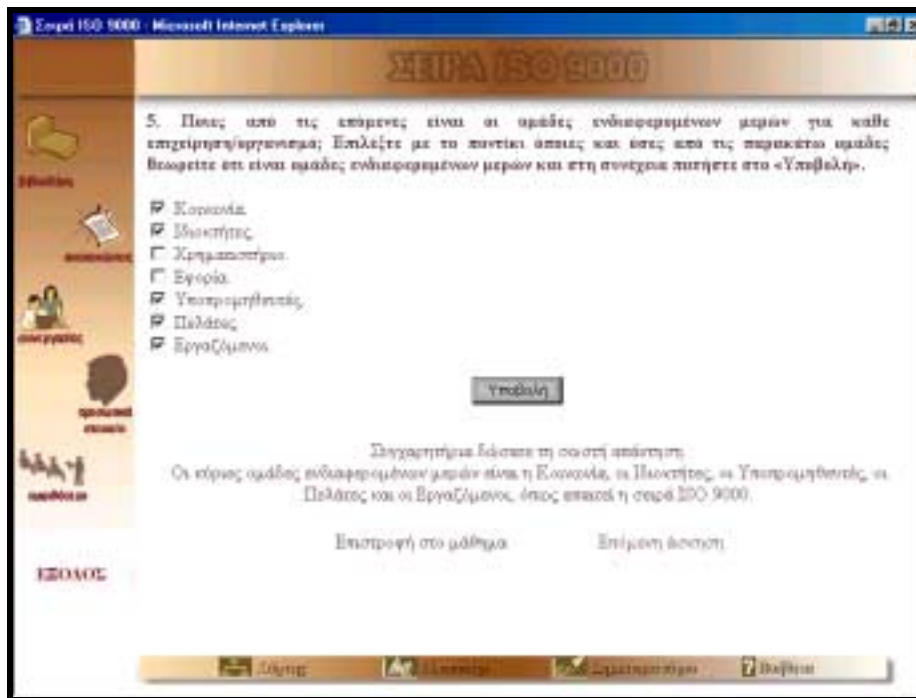 Σειρά ISO 9000 - Microsoft Internet Explorer
ΣΕΙΡΑ ISO 9000
5. Ποιες από τις επόμενες είναι οι ομάδες ενδιαφερομένων μερών για κάθε
επιχείρηση/οργανισμό; Επιλέξτε με το ποντίκι όποιες και όσες από τις παρακάτω ομάδες
θεωρείτε ότι είναι ομάδες ενδιαφερομένων μερών και στη συνέχεια πατήστε στο «Υποβολή».
Κοινωνία.
Ιδιοκτήτες.
Χρηματιστήριο.
Εφορία.
Υποπρομηθευτές.
Πελάτες.
Εργαζόμενοι.
Υποβολή
Συγχαρητήρια δώσατε τη σωστή απάντηση.
Οι κύριες ομάδες ενδιαφερομένων μερών είναι η Κοινωνία, οι Ιδιοκτήτες, οι Υποπρομηθευτές, οι
Πελάτες και οι Εργαζόμενοι, όπως απαιτεί η σειρά ISO 9000.
Επιστροφή στο μάθημα
Επόμενη άσκηση
συνεργασίες
προσωπικά
στοιχεία
ΕΞΟΔΟΣ
Χάρτης
Βοήθεια